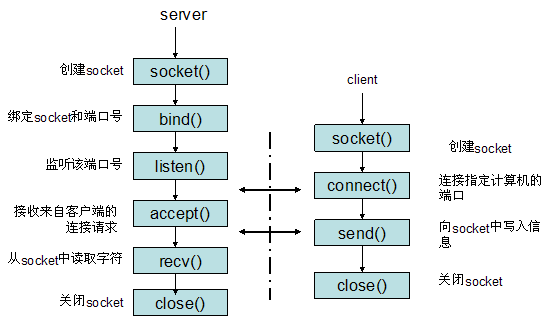 server
创建socket
socket()
绑定socket和端口号
bind()
监听该端口号
listen()
接收来自客户端的
连接请求
accept()
从socket中读取字符
recv()
关闭socket
close()
client
socket()
创建socket
connect()
连接指定计算机的
端口
send()
向socket中写入信
息
close()
关闭socket